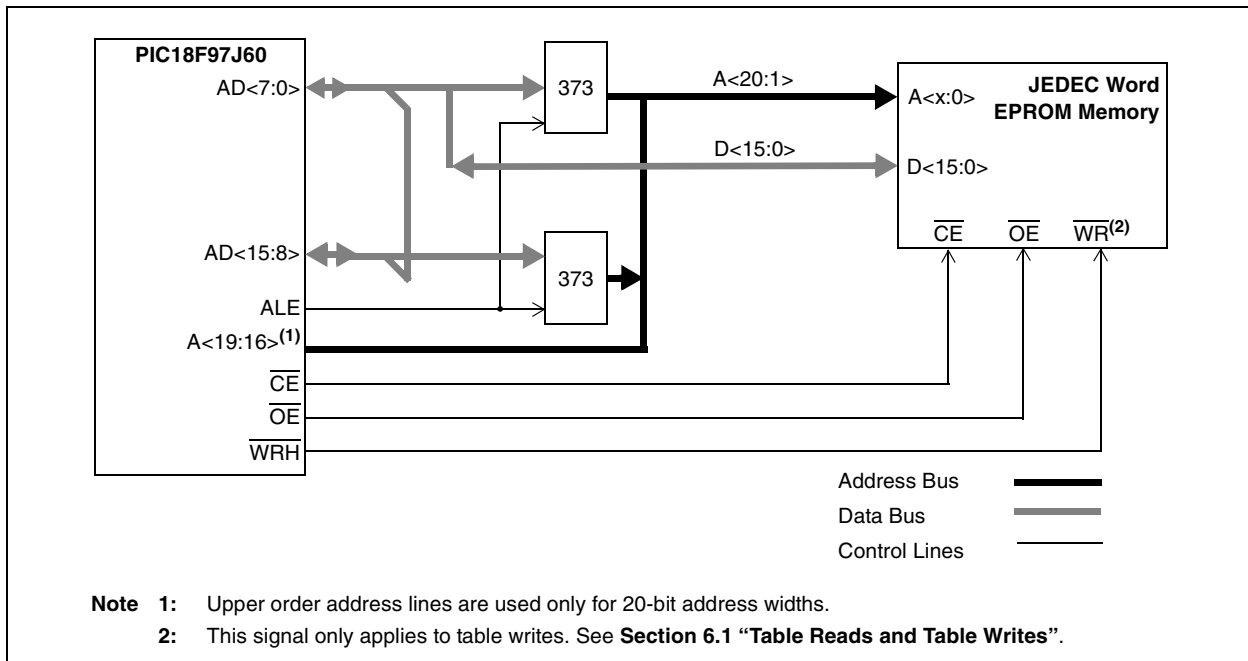 PIC18F97J60
AD<7:0>
373
A<20:1>
A<x:0>
JEDEC Word
EPROM Memory
D<15:0>
D<15:0>
AD<15:8>
373
CE
OE
WR(2)
ALE
A<19:16>(1)
CE
OE
WRH
Address Bus
Data Bus
Control Lines
Note 1: Upper order address lines are used only for 20-bit address widths.
2: This signal only applies to table writes. See Section 6.1 “Table Reads and Table Writes”.